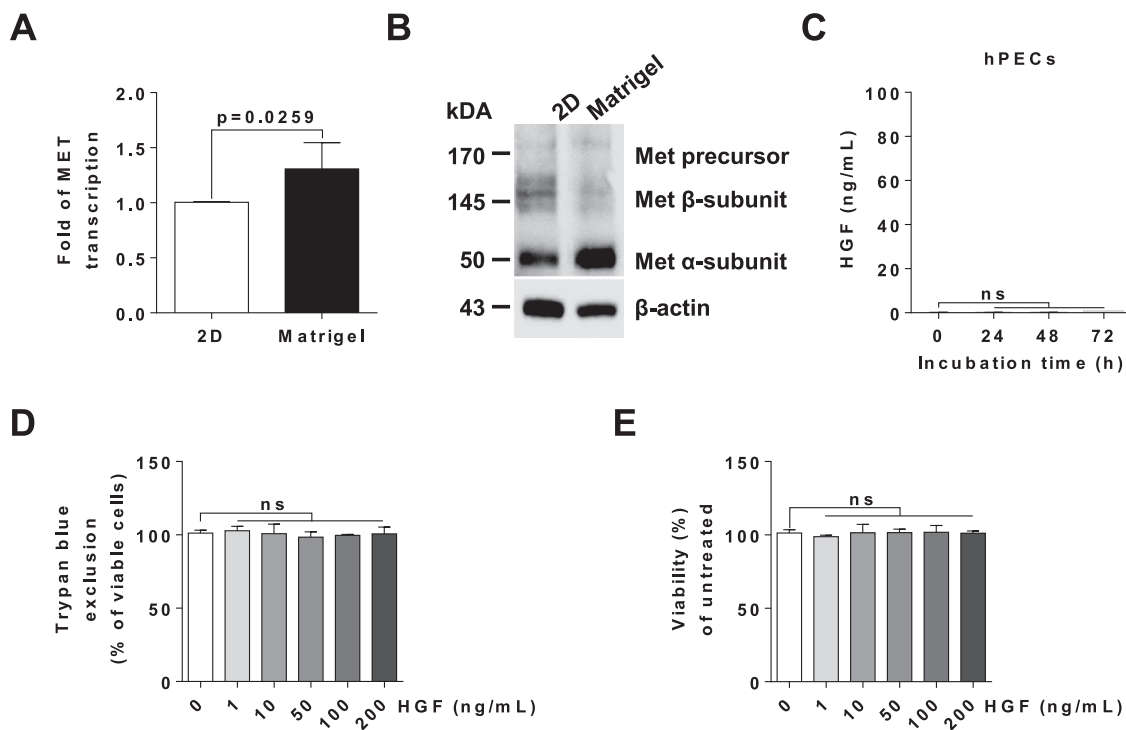 A
2.0
1.5
1.0
0.5
0.0
Fold of MET
transcription
p=0.0259
2D
Matrigel
B
kDA
2D
Matrigel
170
Met precursor
145
Met β-subunit
50
Met α-subunit
43
β-actin
C
hPECs
100
80
60
40
20
0
HGF (ng/mL)
ns
0 24 48 72
Incubation time (h)
D
150
100
50
0
Trypan blue
exclusion
(% of viable cells)
ns
0 1 10 50 100 200 HGF (ng/mL)
E
150
100
50
0
Viability (%)
of untreated
ns
0 1 10 50 100 200 HGF (ng/mL)